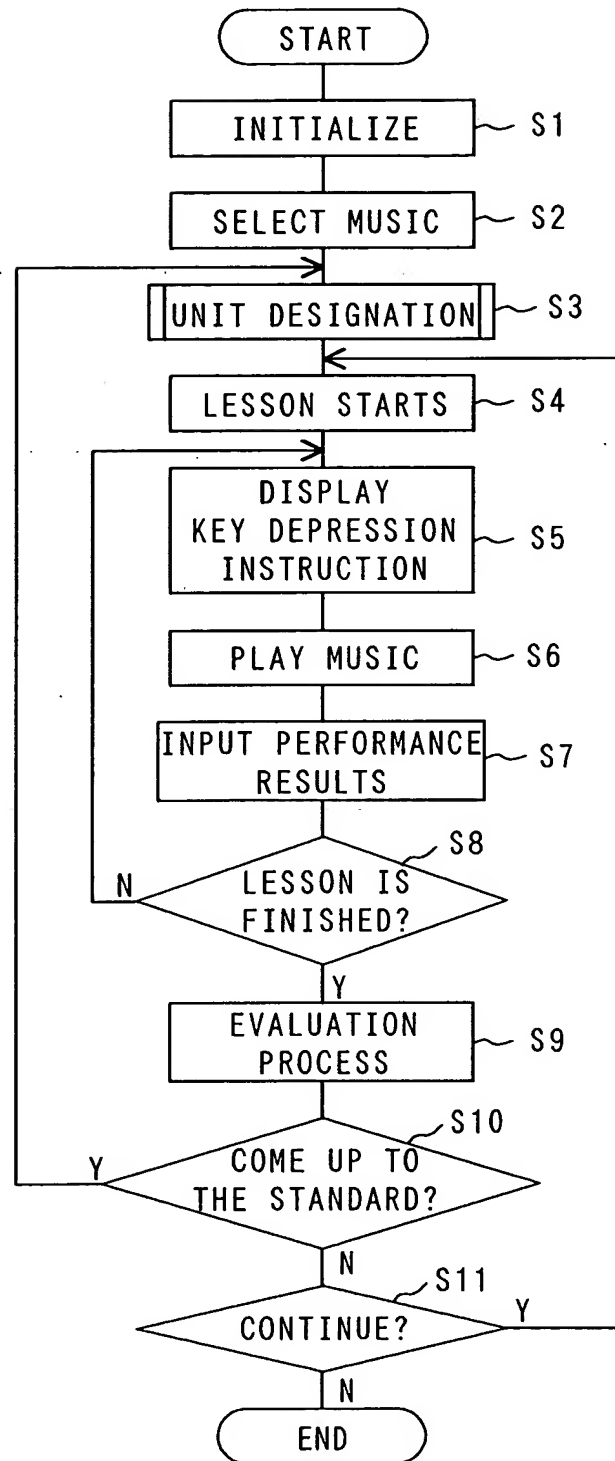 START
INITIALIZE
S1
SELECT MUSIC
S2
UNIT DESIGNATION
S3
LESSON STARTS
S4
DISPLAY
KEY DEPRESSION
INSTRUCTION
S5
PLAY MUSIC
S6
INPUT PERFORMANCE
RESULTS
S7
S8
N
LESSON IS
FINISHED?
Y
EVALUATION
PROCESS
S9
S10
Y
COME UP TO
THE STANDARD?
N
S11
CONTINUE?
Y
N
END